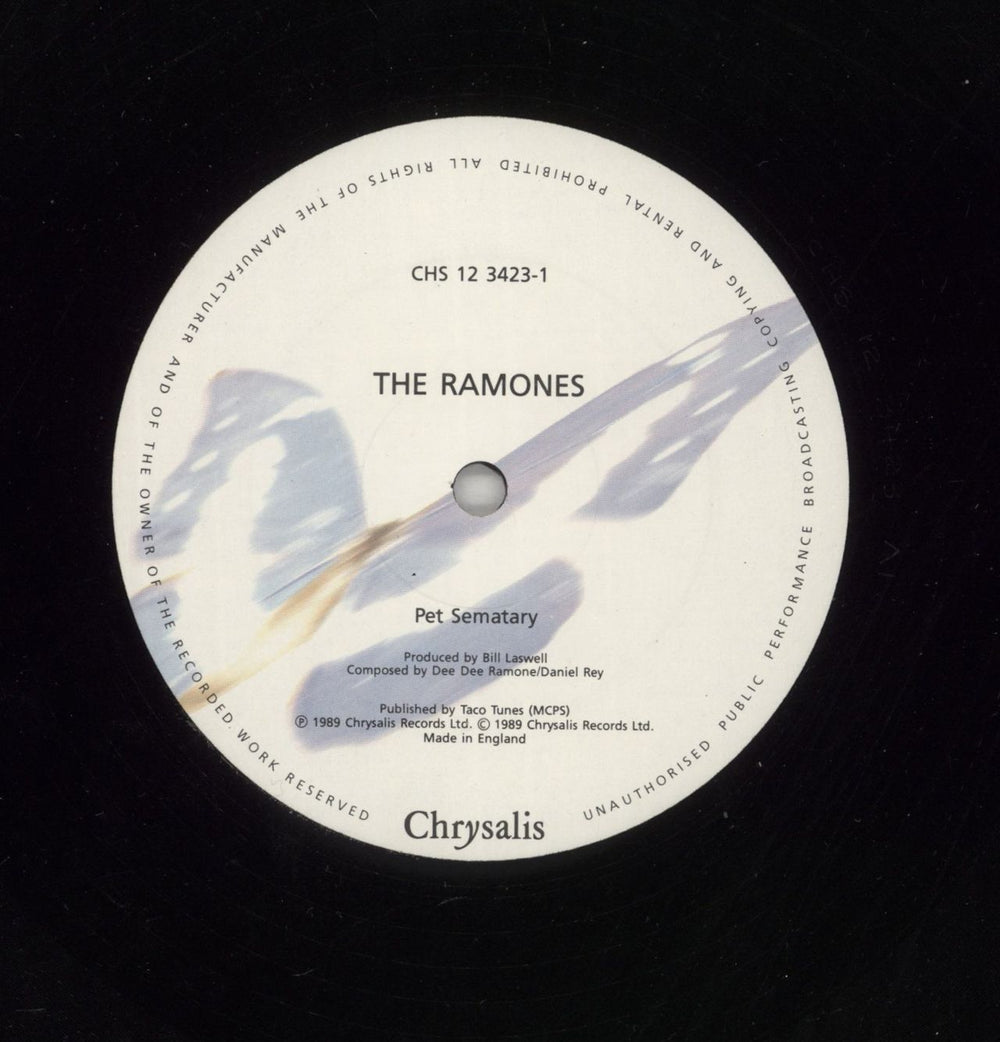 CHS 12 3423-1
THE RAMONES
Pet Sematary
Produced by Bill Laswell
Composed by Dee Dee Ramone/Daniel Rey
Published by Taco Tunes (MCPS)
Ⓟ 1989 Chrysalis Records Ltd. © 1989 Chrysalis Records Ltd.
Made in England
Chrysalis
UNAUTHORISED PUBLIC PERFORMANCE BROADCASTING COPYING AND RENTAL PROHIBITED ALL RIGHTS OF THE MANUFACTURER AND OF THE OWNER OF THE RECORDED WORK RESERVED